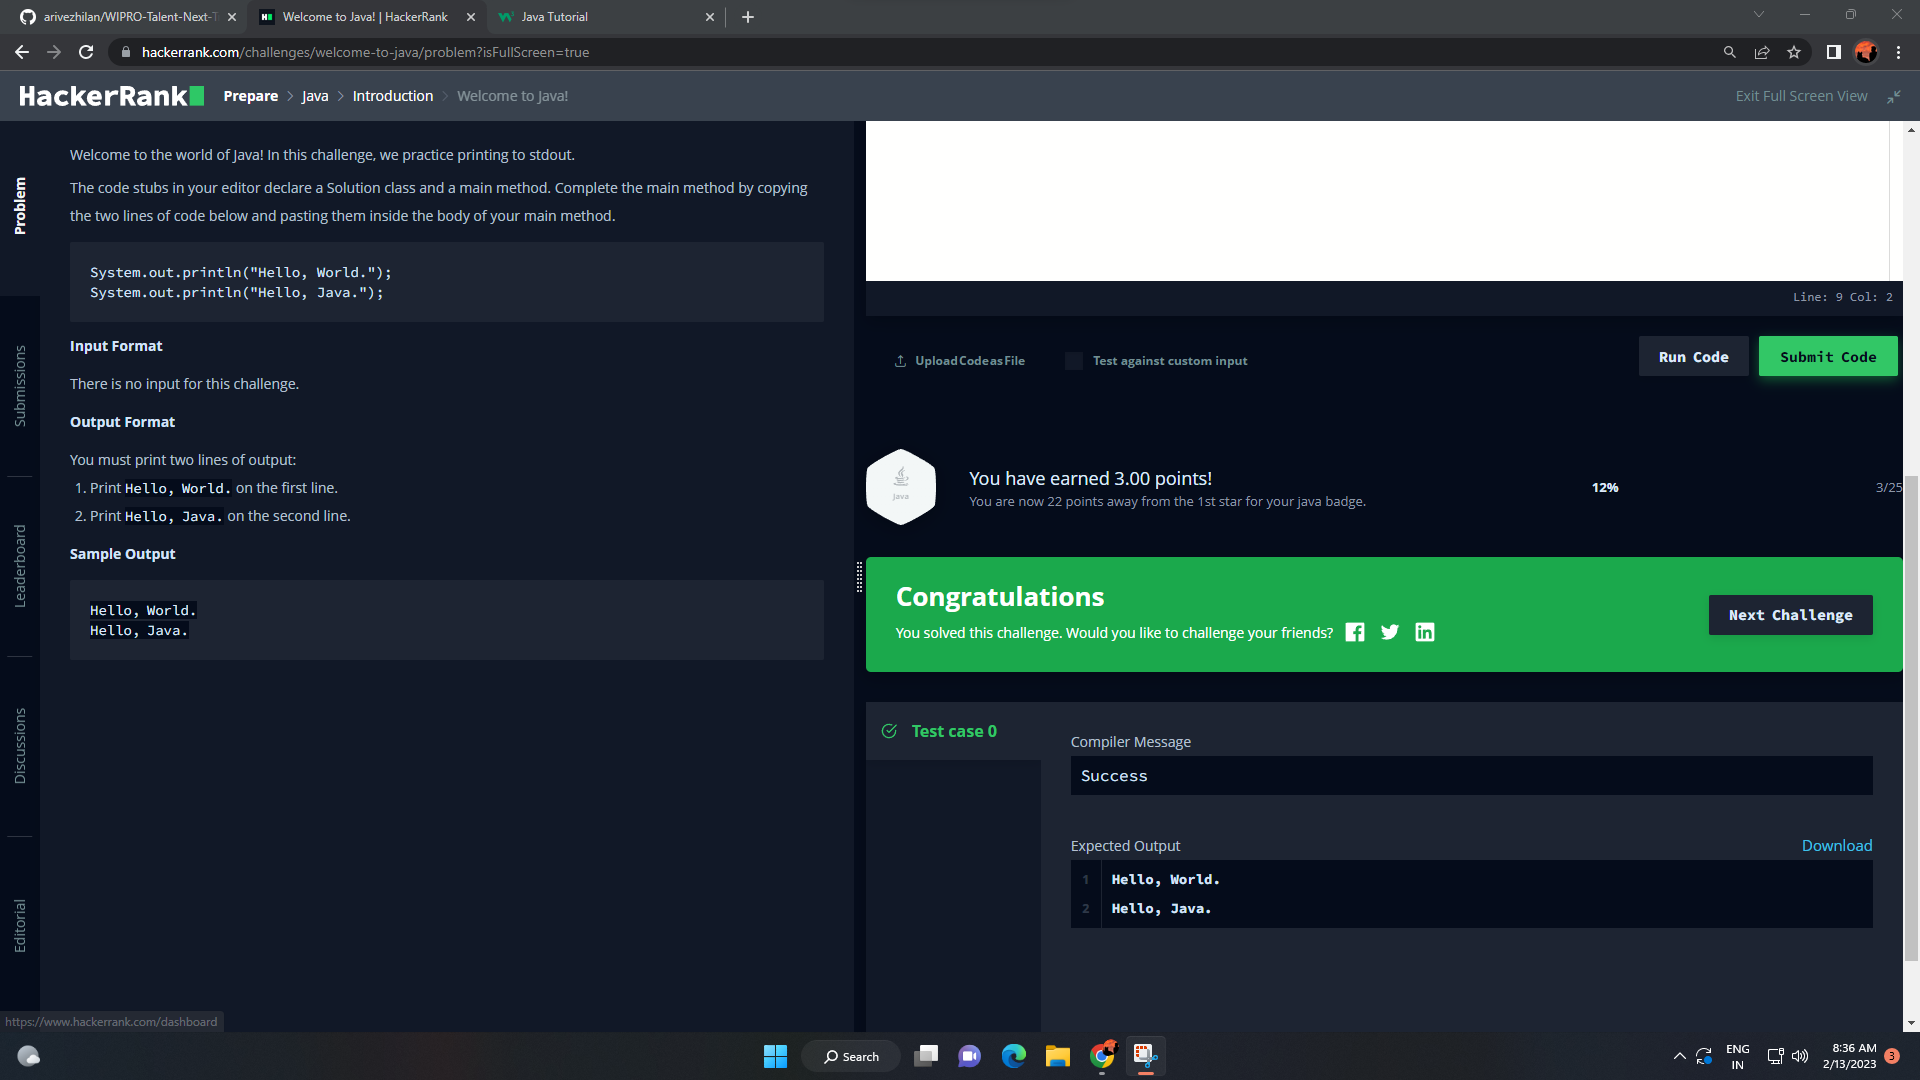 arivezhilan/WIPRO-Talent-Next-T
Welcome to Java! | HackerRank
Java Tutorial
hackerrank.com/challenges/welcome-to-java/problem?isFullScreen=true
HackerRank
Prepare > Java > Introduction > Welcome to Java!
Exit Full Screen View
Problem
Submissions
Leaderboard
Discussions
Editorial
Welcome to the world of Java! In this challenge, we practice printing to stdout.
The code stubs in your editor declare a Solution class and a main method. Complete the main method by copying
the two lines of code below and pasting them inside the body of your main method.
System.out.println("Hello, World.");
System.out.println("Hello, Java.");
Input Format
There is no input for this challenge.
Output Format
You must print two lines of output:
1. Print Hello, World. on the first line.
2. Print Hello, Java. on the second line.
Sample Output
Hello, World.
Hello, Java.
https://www.hackerrank.com/dashboard
Line: 9 Col: 2
Upload Code as File
Test against custom input
Run Code
Submit Code
Java
You have earned 3.00 points!
You are now 22 points away from the 1st star for your java badge.
12%
3/25
Congratulations
You solved this challenge. Would you like to challenge your friends?
Next Challenge
Test case 0
Compiler Message
Success
Expected Output
Download
1 Hello, World.
2 Hello, Java.
Search
ENG
IN
8:36 AM
2/13/2023
3